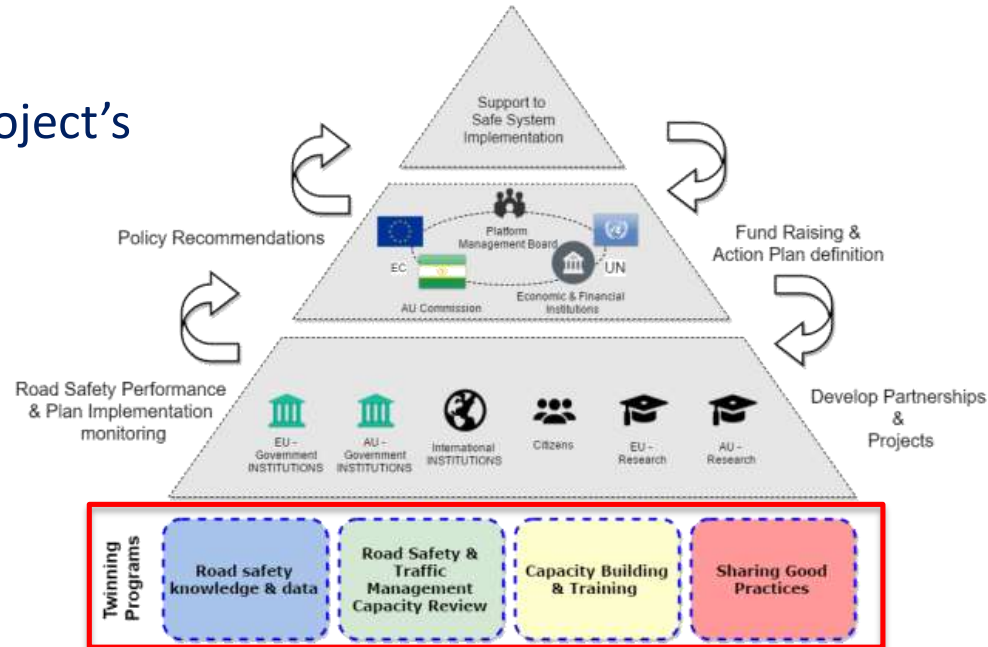 oject's
Support to
Safe System
Implementation
Policy Recommendations
Fund Raising &
Action Plan definition
Platform
Management Board
EC
UN
AU Commission
Economic & Financial
Institutions
Road Safety Performance
& Plan Implementation
monitoring
Develop Partnerships
&
Projects
EU -
Government
INSTITUTIONS
AU -
Government
INSTITUTIONS
International
INSTITUTIONS
Citizens
EU -
Research
AU -
Research
Twinning
Programs
Road safety
knowledge & data
Road Safety &
Traffic
Management
Capacity Review
Capacity Building
& Training
Sharing Good
Practices